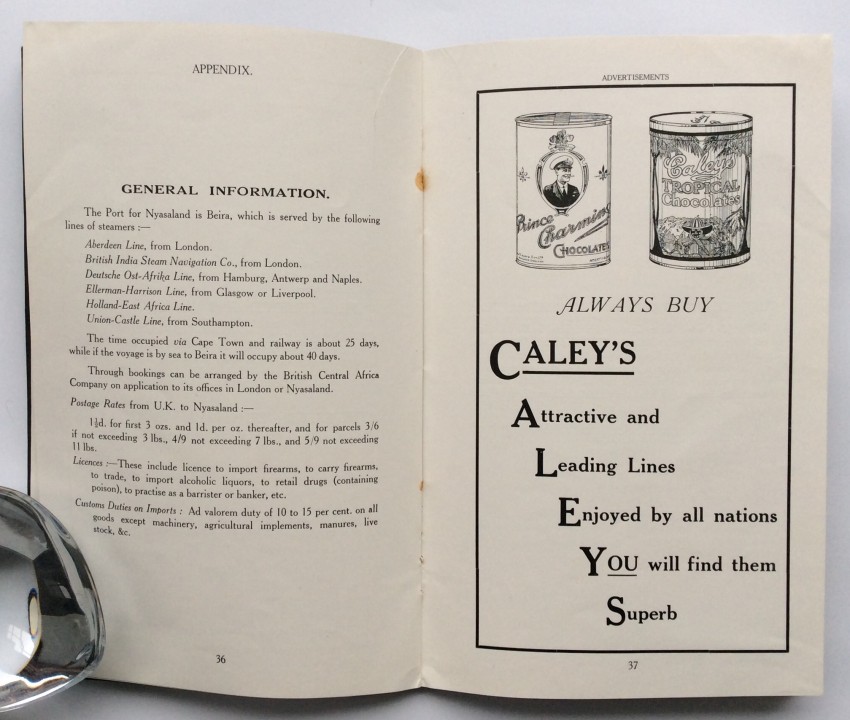 APPENDIX.
GENERAL INFORMATION.
The Port for Nyasaland is Beira, which is served by the following
lines of steamers :—
Aberdeen Line, from London.
British India Steam Navigation Co., from London.
Deutsche Ost-Afrika Line, from Hamburg, Antwerp and Naples.
Ellerman-Harrison Line, from Glasgow or Liverpool.
Holland-East Africa Line.
Union-Castle Line, from Southampton.
The time occupied via Cape Town and railway is about 25 days,
while if the voyage is by sea to Beira it will occupy about 40 days.
Through bookings can be arranged by the British Central Africa
Company on application to its offices in London or Nyasaland.
Postage Rates from U.K. to Nyasaland :—
1½d. for first 3 ozs. and 1d. per oz. thereafter, and for parcels 3/6
if not exceeding 3 lbs., 4/9 not exceeding 7 lbs., and 5/9 not exceeding
11 lbs.
Licences :—These include licence to import firearms, to carry firearms,
to trade, to import alcoholic liquors, to retail drugs (containing
poison), to practise as a barrister or banker, etc.
Customs Duties on Imports : Ad valorem duty of 10 to 15 per cent. on all
goods except machinery, agricultural implements, manures, live
stock, &c.
36
ADVERTISEMENTS
Prince
Charming
CHOCOLATES
Caley's
TROPICAL
Chocolates
ALWAYS BUY
CALEY'S
Attractive and
Leading Lines
Enjoyed by all nations
YOU will find them
Superb
37